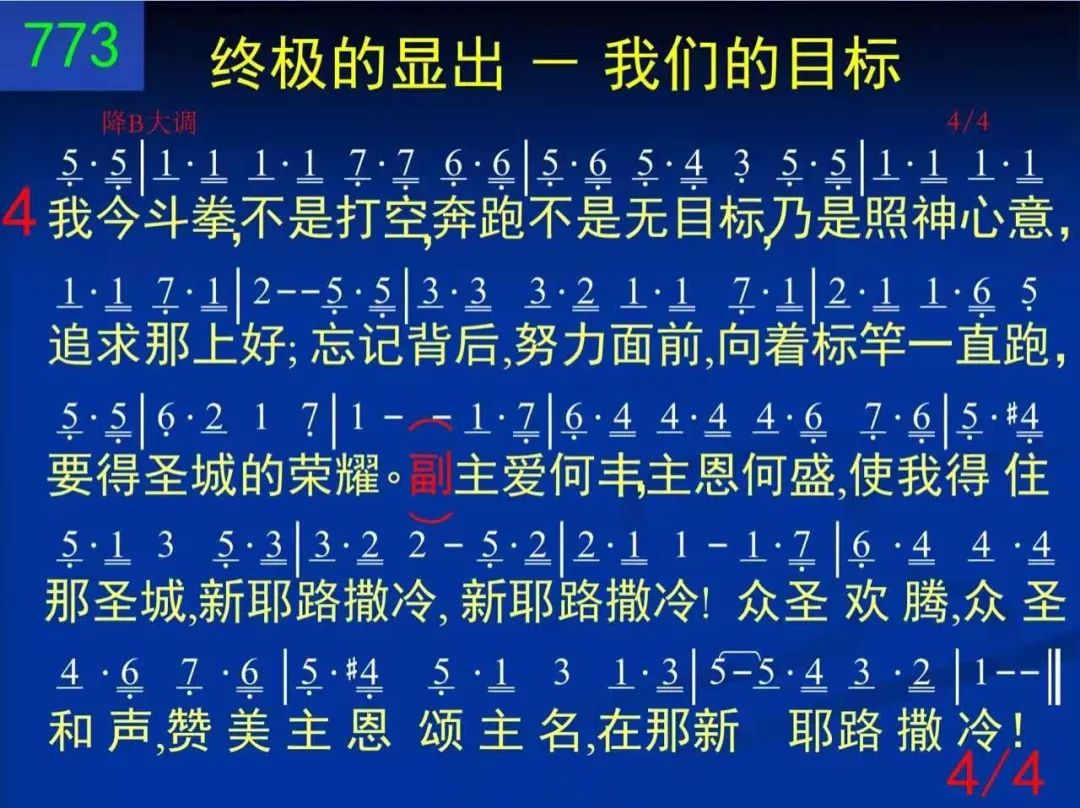 773
终极的显出 － 我们的目标
降B大调 4/4
5·5|1·1 1·1 7·7 6·6|5·6 5·4 3 5·5|1·1 1·1
4 我今斗拳,不是打空,奔跑不是无目标,乃是照神心意,
1·1 7·1|2--5·5|3·3 3·2 1·1 7·1|2·1 1·6 5
追求那上好; 忘记背后,努力面前,向着标竿一直跑,
5·5|6·2 1 7|1 - - 1·7|6·4 4·4 4·6 7·6|5·#4
要得圣城的荣耀。(副)主爱何韦,主恩何盛,使我得 住
5·1 3 5·3|3·2 2 - 5·2|2·1 1 - 1·7|6·4 4·4
那圣城,新耶路撒冷, 新耶路撒冷! 众圣 欢 腾,众 圣
4·6 7·6|5·#4 5·1 3 1·3|5-5·4 3·2|1--‖
和 声,赞 美 主 恩 颂 主 名,在那新 耶路 撒 冷!
4/4